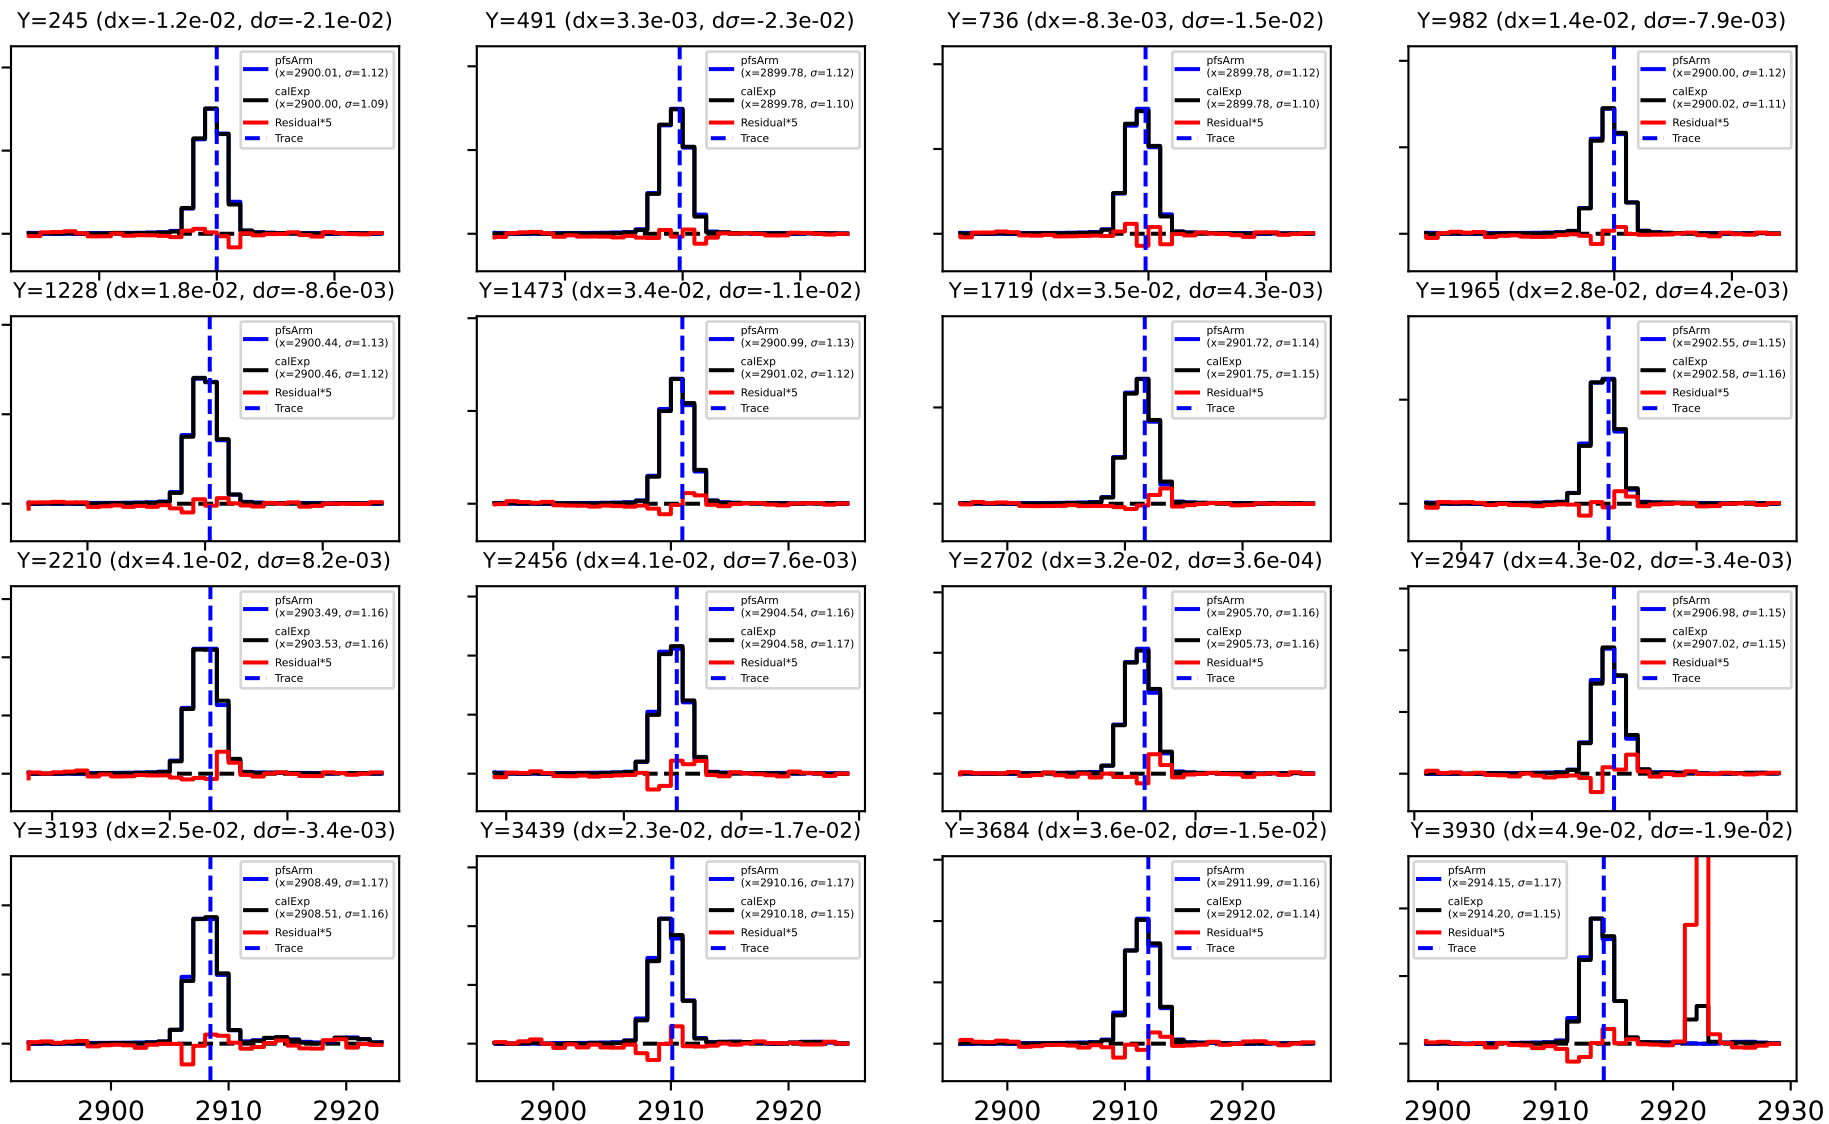 Y=245 (dx=-1.2e-02, dσ=-2.1e-02)
pfsArm
(x=2900.01, σ=1.12)
calExp
(x=2900.00, σ=1.09)
Residual*5
Trace
Y=491 (dx=3.3e-03, dσ=-2.3e-02)
pfsArm
(x=2899.78, σ=1.12)
calExp
(x=2899.78, σ=1.10)
Residual*5
Trace
Y=736 (dx=-8.3e-03, dσ=-1.5e-02)
pfsArm
(x=2899.78, σ=1.12)
calExp
(x=2899.78, σ=1.10)
Residual*5
Trace
Y=982 (dx=1.4e-02, dσ=-7.9e-03)
pfsArm
(x=2900.00, σ=1.12)
calExp
(x=2900.02, σ=1.11)
Residual*5
Trace
Y=1228 (dx=1.8e-02, dσ=-8.6e-03)
pfsArm
(x=2900.44, σ=1.13)
calExp
(x=2900.46, σ=1.12)
Residual*5
Trace
Y=1473 (dx=3.4e-02, dσ=-1.1e-02)
pfsArm
(x=2900.99, σ=1.13)
calExp
(x=2901.02, σ=1.12)
Residual*5
Trace
Y=1719 (dx=3.5e-02, dσ=4.3e-03)
pfsArm
(x=2901.72, σ=1.14)
calExp
(x=2901.75, σ=1.15)
Residual*5
Trace
Y=1965 (dx=2.8e-02, dσ=4.2e-03)
pfsArm
(x=2902.55, σ=1.15)
calExp
(x=2902.58, σ=1.16)
Residual*5
Trace
Y=2210 (dx=4.1e-02, dσ=8.2e-03)
pfsArm
(x=2903.49, σ=1.16)
calExp
(x=2903.53, σ=1.16)
Residual*5
Trace
Y=2456 (dx=4.1e-02, dσ=7.6e-03)
pfsArm
(x=2904.54, σ=1.16)
calExp
(x=2904.58, σ=1.17)
Residual*5
Trace
Y=2702 (dx=3.2e-02, dσ=3.6e-04)
pfsArm
(x=2905.70, σ=1.16)
calExp
(x=2905.73, σ=1.16)
Residual*5
Trace
Y=2947 (dx=4.3e-02, dσ=-3.4e-03)
pfsArm
(x=2906.98, σ=1.15)
calExp
(x=2907.02, σ=1.15)
Residual*5
Trace
Y=3193 (dx=2.5e-02, dσ=-3.4e-03)
pfsArm
(x=2908.49, σ=1.17)
calExp
(x=2908.51, σ=1.16)
Residual*5
Trace
Y=3439 (dx=2.3e-02, dσ=-1.7e-02)
pfsArm
(x=2910.16, σ=1.17)
calExp
(x=2910.18, σ=1.15)
Residual*5
Trace
Y=3684 (dx=3.6e-02, dσ=-1.5e-02)
pfsArm
(x=2911.99, σ=1.16)
calExp
(x=2912.02, σ=1.14)
Residual*5
Trace
Y=3930 (dx=4.9e-02, dσ=-1.9e-02)
pfsArm
(x=2914.15, σ=1.17)
calExp
(x=2914.20, σ=1.15)
Residual*5
Trace
2900 2910 2920
2900 2910 2920
2900 2910 2920
2900 2910 2920 2930